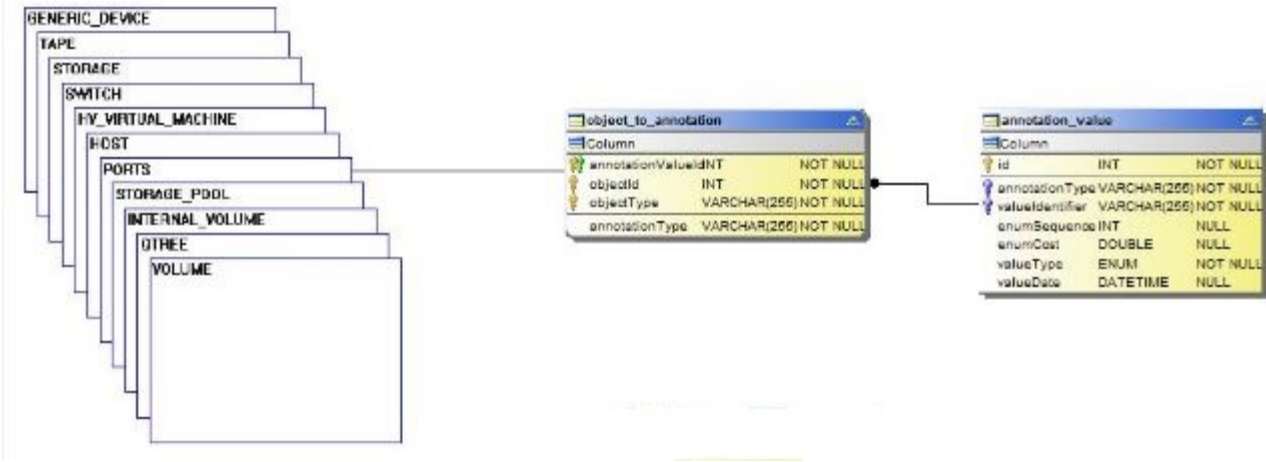 GENERIC_DEVICE
TAPE
STORAGE
SWITCH
HV_VIRTUAL_MACHINE
HOST
PORTS
STORAGE_POOL
INTERNAL_VOLUME
QTREE
VOLUME
object_to_annotation
Column
annotationValueId INT NOT NULL
objectId INT NOT NULL
objectType VARCHAR(255) NOT NULL
annotationType VARCHAR(255) NOT NULL
annotation_value
Column
id INT NOT NULL
annotationType VARCHAR(255) NOT NULL
valueIdentifier VARCHAR(255) NOT NULL
enumSequence INT NULL
enumCost DOUBLE NULL
valueType ENUM NOT NULL
valueDate DATETIME NULL